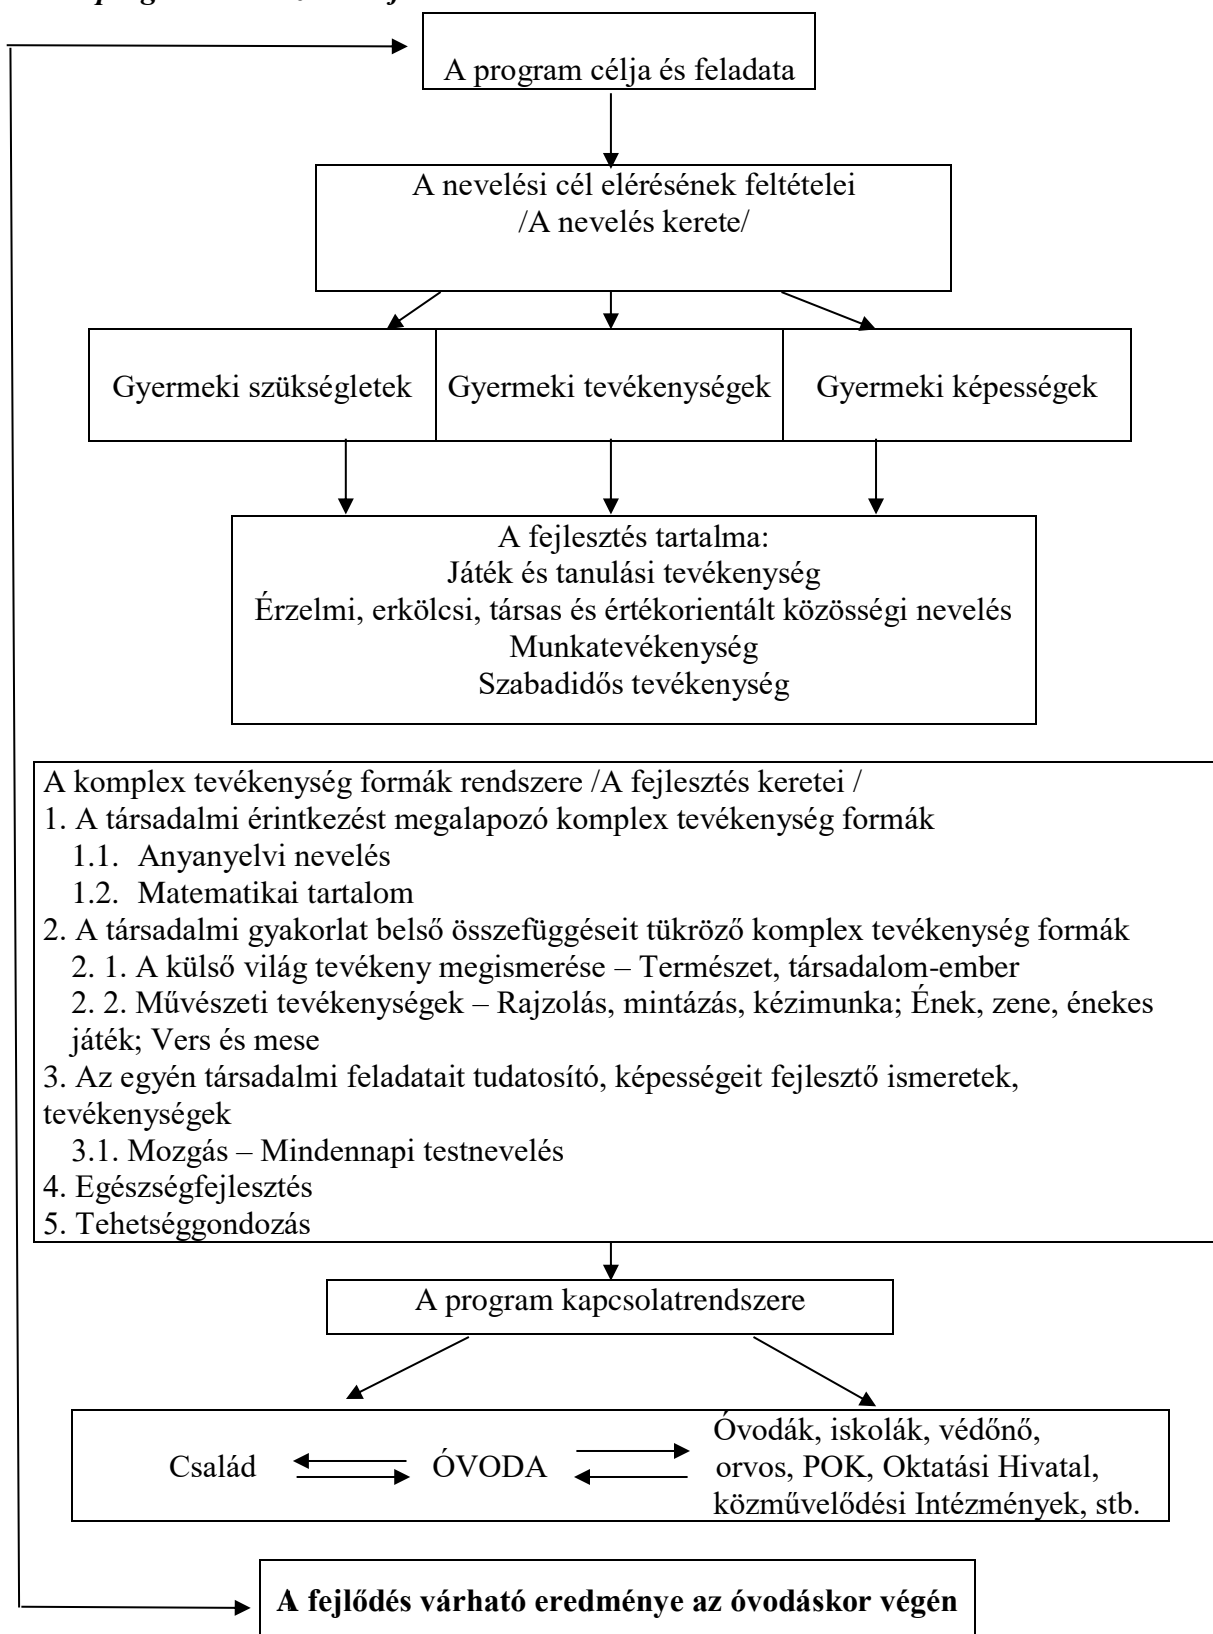 A program célja és feladata
A nevelési cél elérésének feltételei
/A nevelés kerete/
Gyermeki szükségletek
Gyermeki tevékenységek
Gyermeki képességek
A fejlesztés tartalma:
Játék és tanulási tevékenység
Érzelmi, erkölcsi, társas és értékorientált közösségi nevelés
Munkatevékenység
Szabadidős tevékenység
A komplex tevékenység formák rendszere /A fejlesztés keretei /
1. A társadalmi érintkezést megalapozó komplex tevékenység formák
1.1. Anyanyelvi nevelés
1.2. Matematikai tartalom
2. A társadalmi gyakorlat belső összefüggéseit tükröző komplex tevékenység formák
2. 1. A külső világ tevékeny megismerése – Természet, társadalom-ember
2. 2. Művészeti tevékenységek – Rajzolás, mintázás, kézimunka; Ének, zene, énekes
játék; Vers és mese
3. Az egyén társadalmi feladatait tudatosító, képességeit fejlesztő ismeretek,
tevékenységek
3.1. Mozgás – Mindennapi testnevelés
4. Egészségfejlesztés
5. Tehetséggondozás
A program kapcsolatrendszere
Család
ÓVODA
Óvodák, iskolák, védőnő,
orvos, POK, Oktatási Hivatal,
közművelődési Intézmények, stb.
A fejlődés várható eredménye az óvodáskor végén